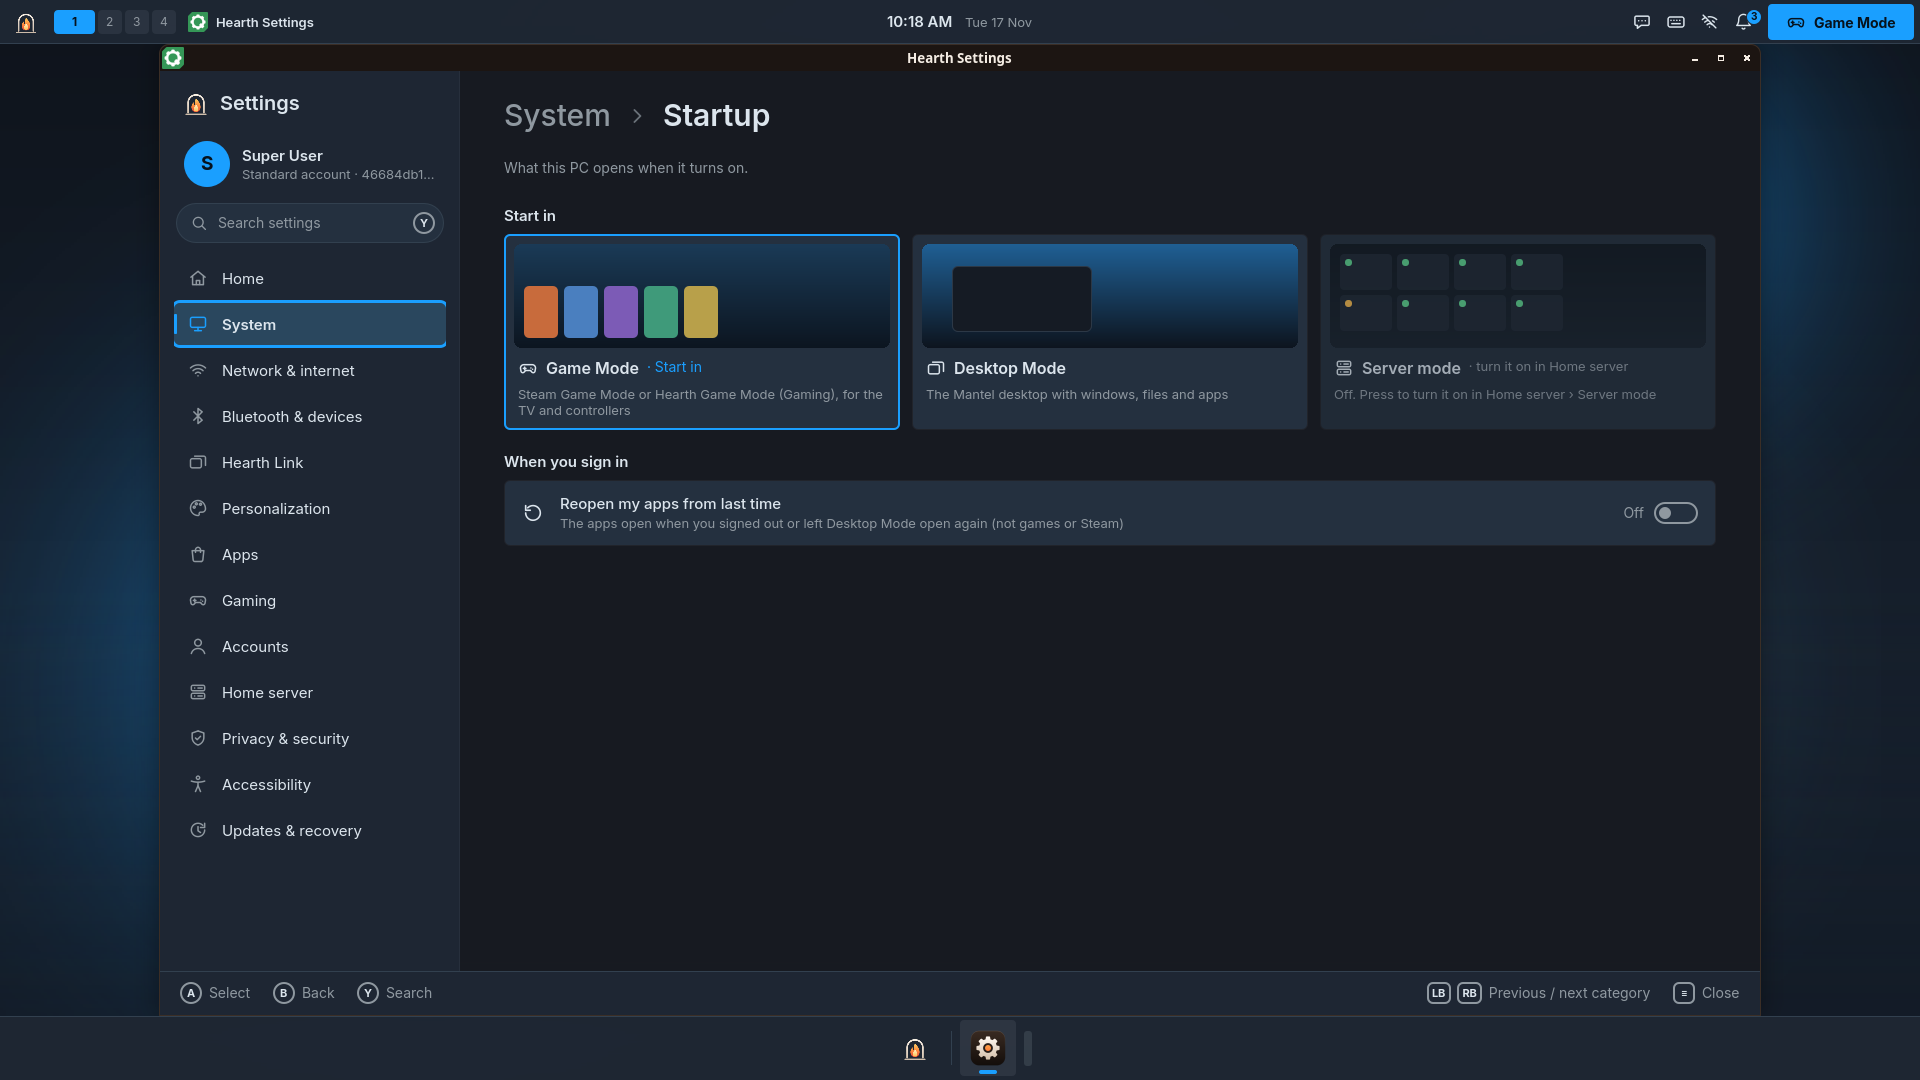 1 2 3 4 Hearth Settings 10:18 AM Tue 17 Nov 3 Game Mode
Hearth Settings
Settings
S Super User
Standard account · 46684db1...
Search settings Y
Home
System
Network & internet
Bluetooth & devices
Hearth Link
Personalization
Apps
Gaming
Accounts
Home server
Privacy & security
Accessibility
Updates & recovery
System > Startup
What this PC opens when it turns on.
Start in
Game Mode · Start in
Steam Game Mode or Hearth Game Mode (Gaming), for the
TV and controllers
Desktop Mode
The Mantel desktop with windows, files and apps
Server mode · turn it on in Home server
Off. Press to turn it on in Home server › Server mode
When you sign in
Reopen my apps from last time
The apps open when you signed out or left Desktop Mode open again (not games or Steam)
Off
A Select B Back Y Search LB RB Previous / next category ≡ Close